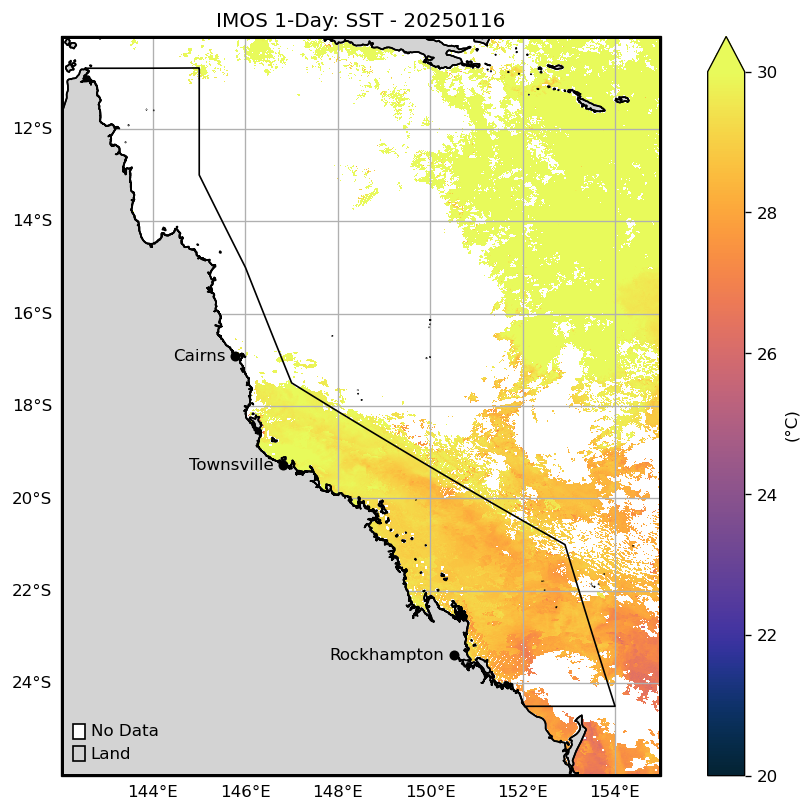 IMOS 1-Day: SST - 20250116
12°S
14°S
16°S
18°S
20°S
22°S
24°S
Cairns
Townsville
Rockhampton
No Data
Land
144°E 146°E 148°E 150°E 152°E 154°E
30
28
26
24
22
20
(°C)